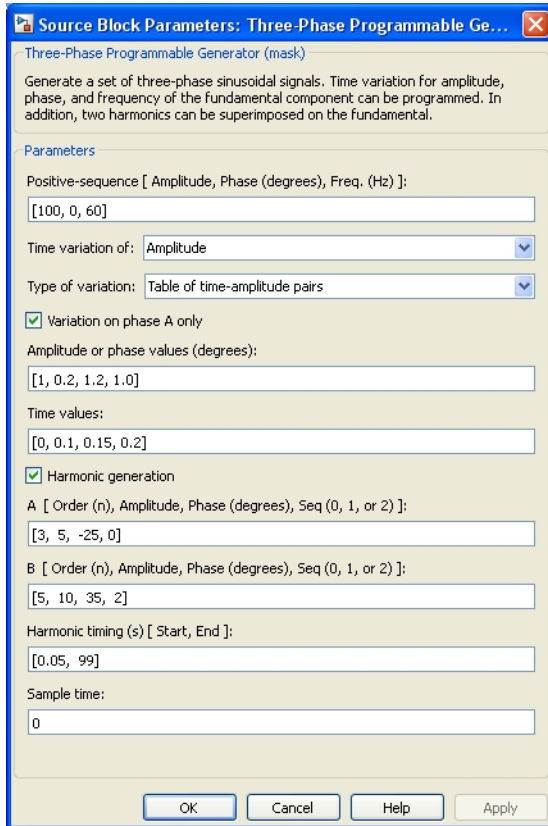 Source Block Parameters: Three-Phase Programmable Ge...
Three-Phase Programmable Generator (mask)
Generate a set of three-phase sinusoidal signals. Time variation for amplitude,
phase, and frequency of the fundamental component can be programmed. In
addition, two harmonics can be superimposed on the fundamental.
Parameters
Positive-sequence [ Amplitude, Phase (degrees), Freq. (Hz) ]:
[100, 0, 60]
Time variation of: Amplitude
Type of variation: Table of time-amplitude pairs
Variation on phase A only
Amplitude or phase values (degrees):
[1, 0.2, 1.2, 1.0]
Time values:
[0, 0.1, 0.15, 0.2]
Harmonic generation
A [ Order (n), Amplitude, Phase (degrees), Seq (0, 1, or 2) ]:
[3, 5, -25, 0]
B [ Order (n), Amplitude, Phase (degrees), Seq (0, 1, or 2) ]:
[5, 10, 35, 2]
Harmonic timing (s) [ Start, End ]:
[0.05, 99]
Sample time:
0
OK Cancel Help Apply